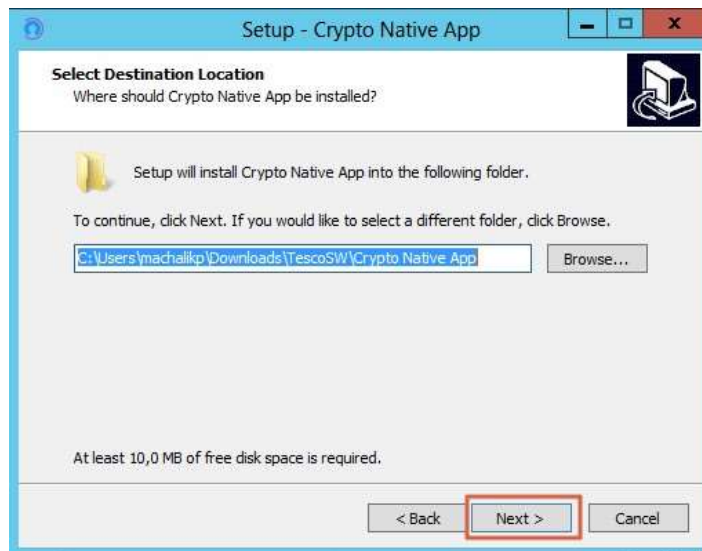 Setup - Crypto Native App
Select Destination Location
Where should Crypto Native App be installed?
Setup will install Crypto Native App into the following folder.
To continue, click Next. If you would like to select a different folder, click Browse.
C:\Users\machalikp\Downloads\TescoSW\Crypto Native App
Browse...
At least 10,0 MB of free disk space is required.
< Back
Next >
Cancel